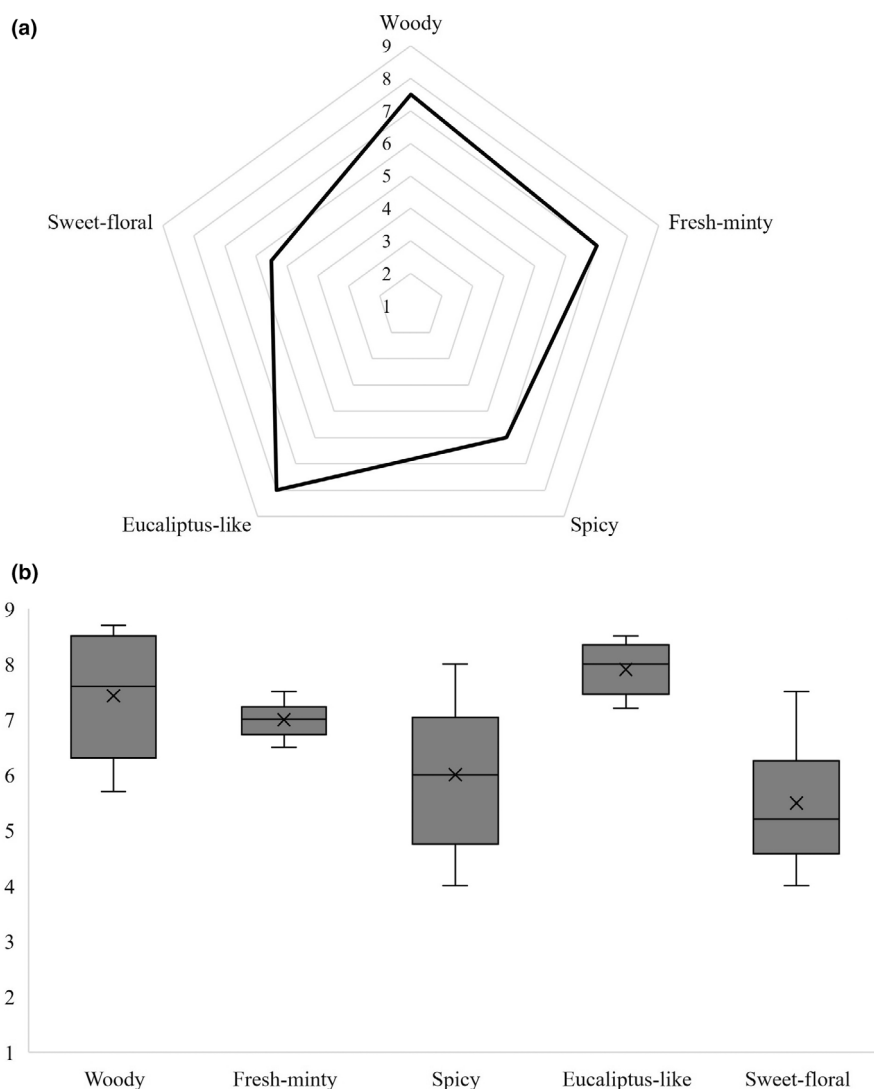 (a)
Woody
9
8
7
6
5
4
3
2
1
Sweet-floral
Fresh-minty
Eucaliptus-like
Spicy
(b)
9
8
7
6
5
4
3
2
1
Woody Fresh-minty Spicy Eucaliptus-like Sweet-floral